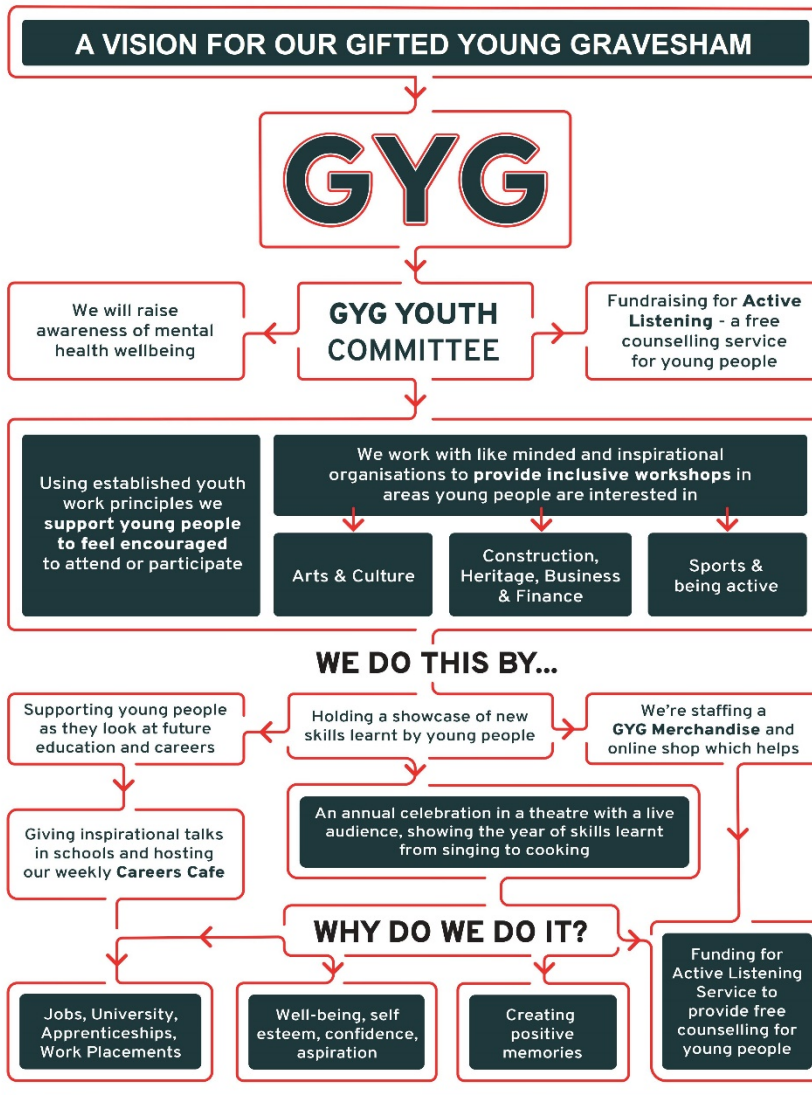 A VISION FOR OUR GIFTED YOUNG GRAVESHAM
GYG
We will raise
awareness of mental
health wellbeing
GYG YOUTH
COMMITTEE
Fundraising for Active
Listening - a free
counselling service
for young people
Using established youth
work principles we
support young people
to feel encouraged
to attend or participate
We work with like minded and inspirational
organisations to provide inclusive workshops in
areas young people are interested in
Arts & Culture
Construction,
Heritage, Business
& Finance
Sports &
being active
WE DO THIS BY...
Supporting young people
as they look at future
education and careers
Holding a showcase of new
skills learnt by young people
We're staffing a
GYG Merchandise and
online shop which helps
Giving inspirational talks
in schools and hosting
our weekly Careers Cafe
An annual celebration in a theatre with a live
audience, showing the year of skills learnt
from singing to cooking
WHY DO WE DO IT?
Jobs, University,
Apprenticeships,
Work Placements
Well-being, self
esteem, confidence,
aspiration
Creating
positive
memories
Funding for
Active Listening
Service to
provide free
counselling for
young people